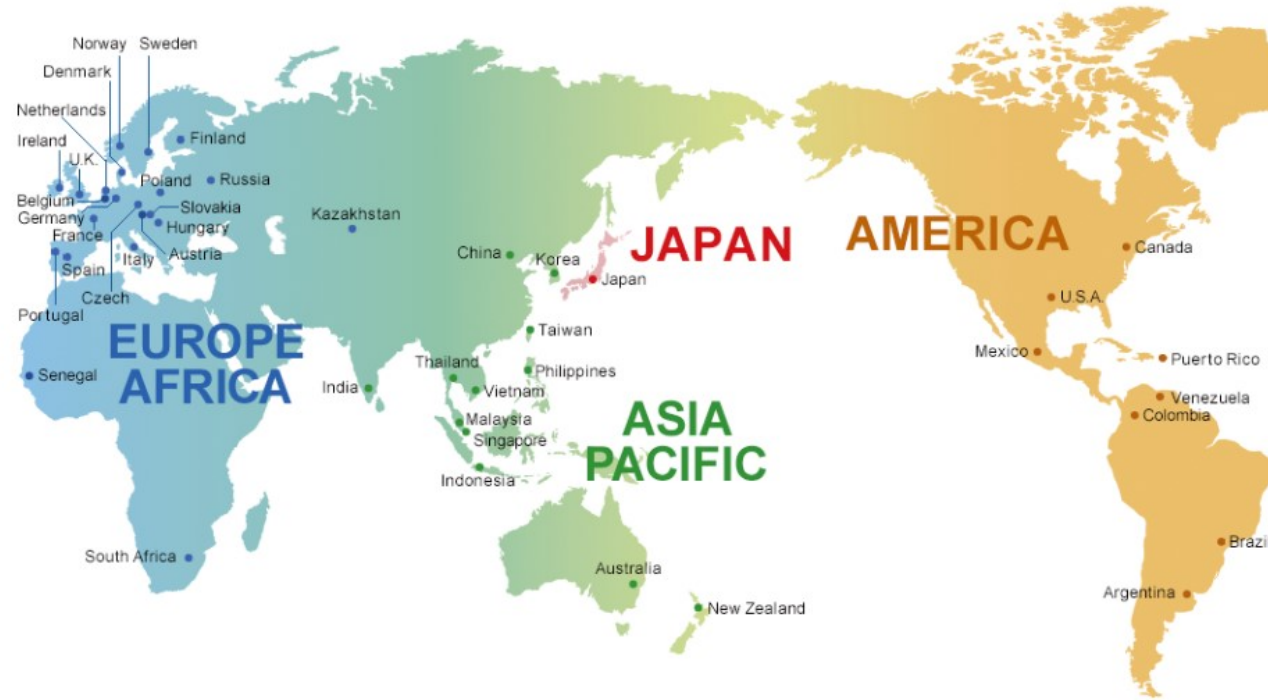 Norway
Sweden
Denmark
Netherlands
Ireland
U.K.
Finland
Poland
Russia
Belgium
Germany
Slovakia
Hungary
France
Italy
Austria
Spain
Czech
Portugal
Kazakhstan
EUROPE
AFRICA
Senegal
South Africa
China
Korea
JAPAN
Japan
Taiwan
Thailand
Philippines
India
Vietnam
Malaysia
Singapore
Indonesia
ASIA
PACIFIC
Australia
New Zealand
AMERICA
Canada
U.S.A.
Mexico
Puerto Rico
Venezuela
Colombia
Brazil
Argentina